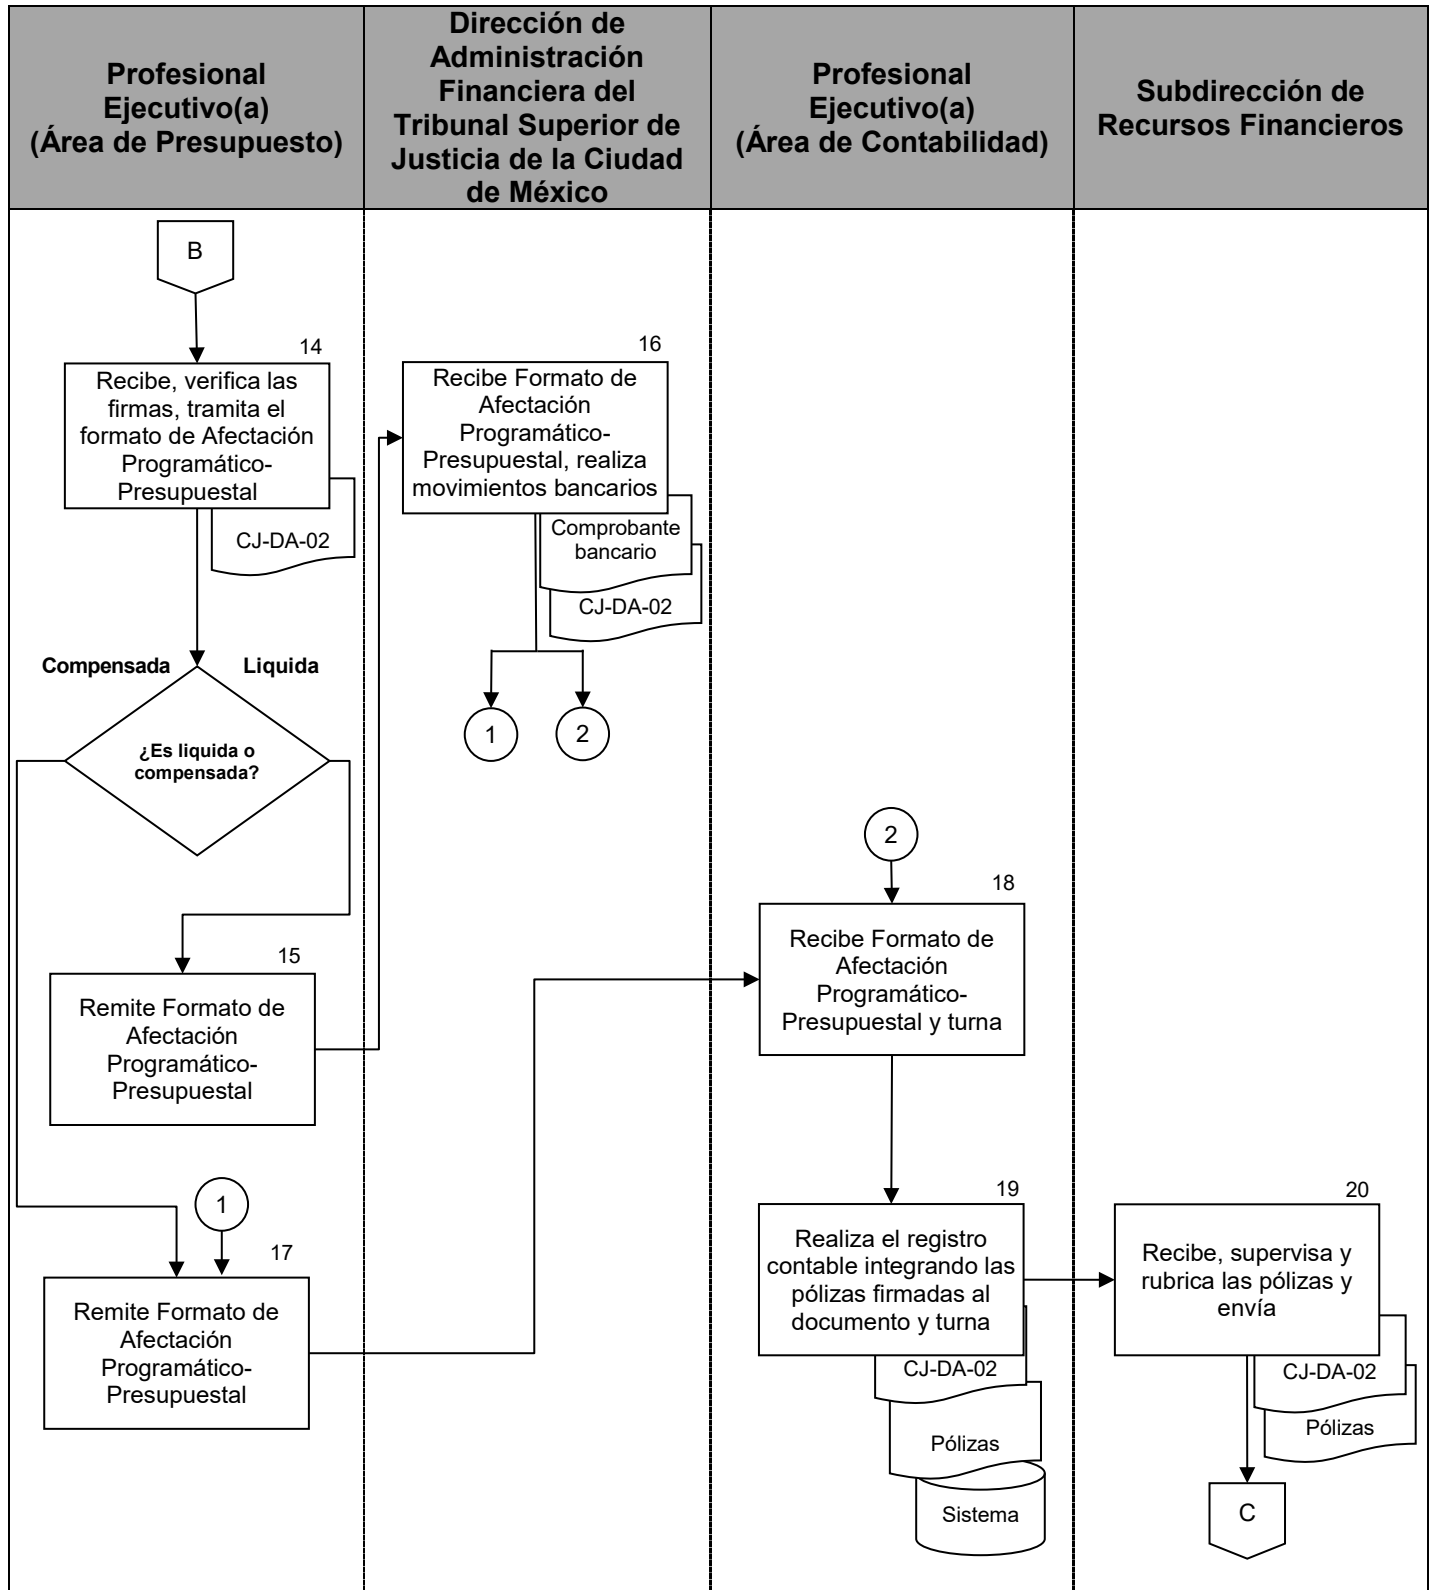 Profesional
Ejecutivo(a)
(Área de Presupuesto)
Dirección de
Administración
Financiera del
Tribunal Superior de
Justicia de la Ciudad
de México
Profesional
Ejecutivo(a)
(Área de Contabilidad)
Subdirección de
Recursos Financieros
B
14
Recibe, verifica las
firmas, tramita el
formato de Afectación
Programático-
Presupuestal
CJ-DA-02
Compensada
Liquida
¿Es liquida o
compensada?
15
Remite Formato de
Afectación
Programático-
Presupuestal
1
17
Remite Formato de
Afectación
Programático-
Presupuestal
16
Recibe Formato de
Afectación
Programático-
Presupuestal, realiza
movimientos bancarios
Comprobante
bancario
CJ-DA-02
1
2
2
18
Recibe Formato de
Afectación
Programático-
Presupuestal y turna
19
Realiza el registro
contable integrando las
pólizas firmadas al
documento y turna
CJ-DA-02
Pólizas
Sistema
20
Recibe, supervisa y
rubrica las pólizas y
envía
CJ-DA-02
Pólizas
C